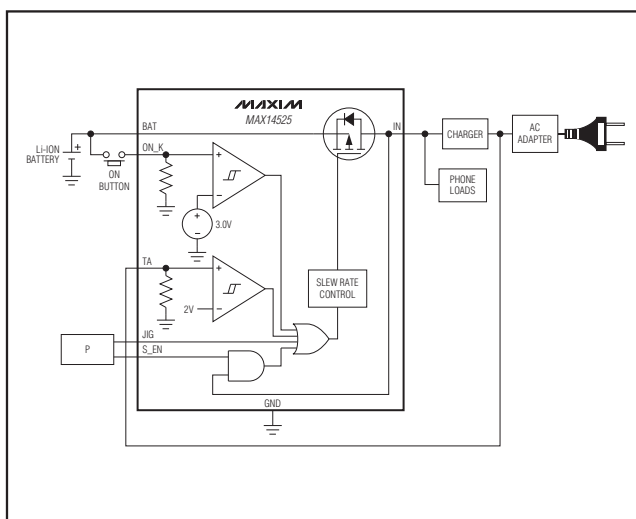 MAXIM
MAX14525
BAT
IN
ON_K
Li-ION
BATTERY
+
ON
BUTTON
+
−
+
−
3.0V
CHARGER
AC
ADAPTER
PHONE
LOADS
TA
+
2V
−
SLEW RATE
CONTROL
JIG
P
S_EN
GND